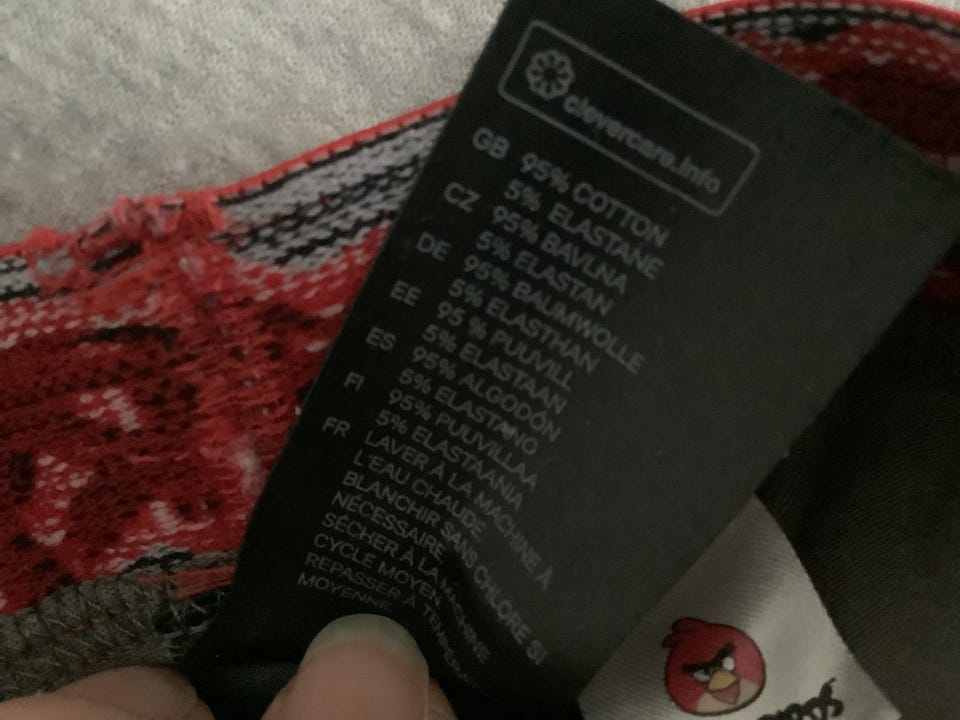 clevercare.info
GB 95% COTTON
5% ELASTANE
CZ 95% BAVLNA
5% ELASTAN
DE 95% BAUMWOLLE
5% ELASTHAN
EE 95 % PUUVILL
5% ELASTAAN
ES 95% ALGODÓN
5% ELASTANO
FI 95% PUUVILLAA
5% ELASTAANIA
FR LAVER À LA MACHINE À
L'EAU CHAUDE
BLANCHIR SANS CHLORE SI
NÉCESSAIRE
SÉCHER À LA MACHINE
CYCLE MOYEN
REPASSER À
MOYENNE